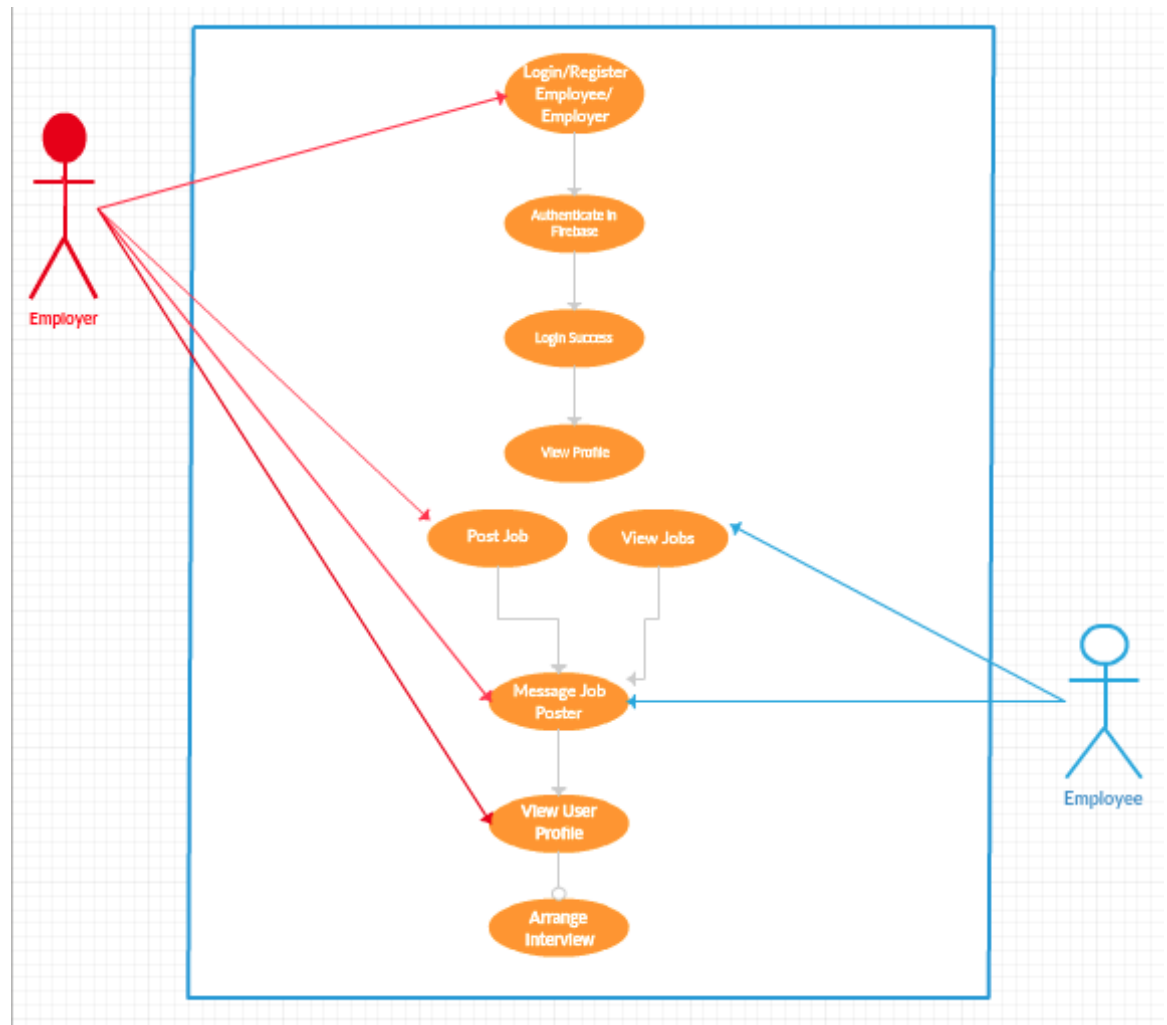 Login/Register
Employee/
Employer
Authenticate in
Firebase
Employer
Login Success
View Profile
Post Job
View Jobs
Message Job
Poster
Employee
View User
Profile
Arrange
Interview